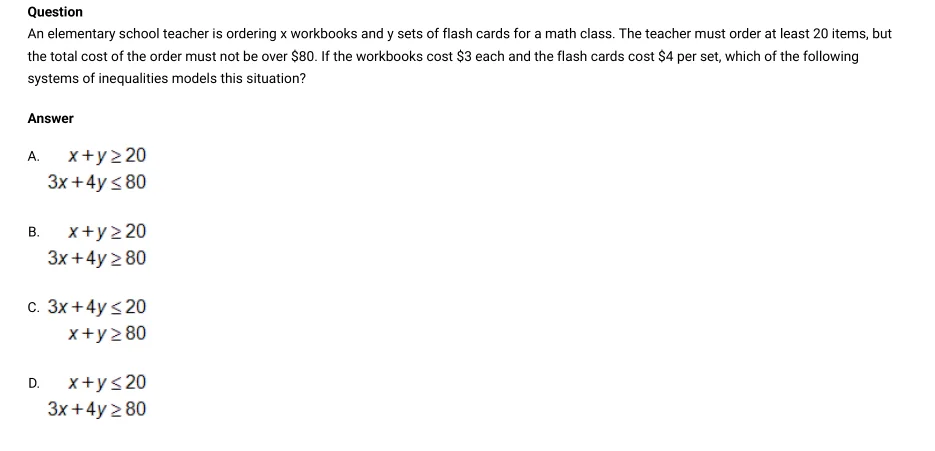 Question
An elementary school teacher is ordering x workbooks and y sets of flash cards for a math class. The teacher must order at least 20 items, but
the total cost of the order must not be over $80. If the workbooks cost $3 each and the flash cards cost $4 per set, which of the following
systems of inequalities models this situation?
Answer
A. x+y≥20
3x+4y≤80
B. x+y≥20
3x+4y≥80
C. 3x+4y≤20
x+y≥80
D. x+y≤20
3x+4y≥80